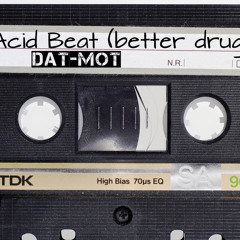 Acid Beat (better drug
DAT-MOT
N.R.
TDK
High Bias 70µs EQ
SA